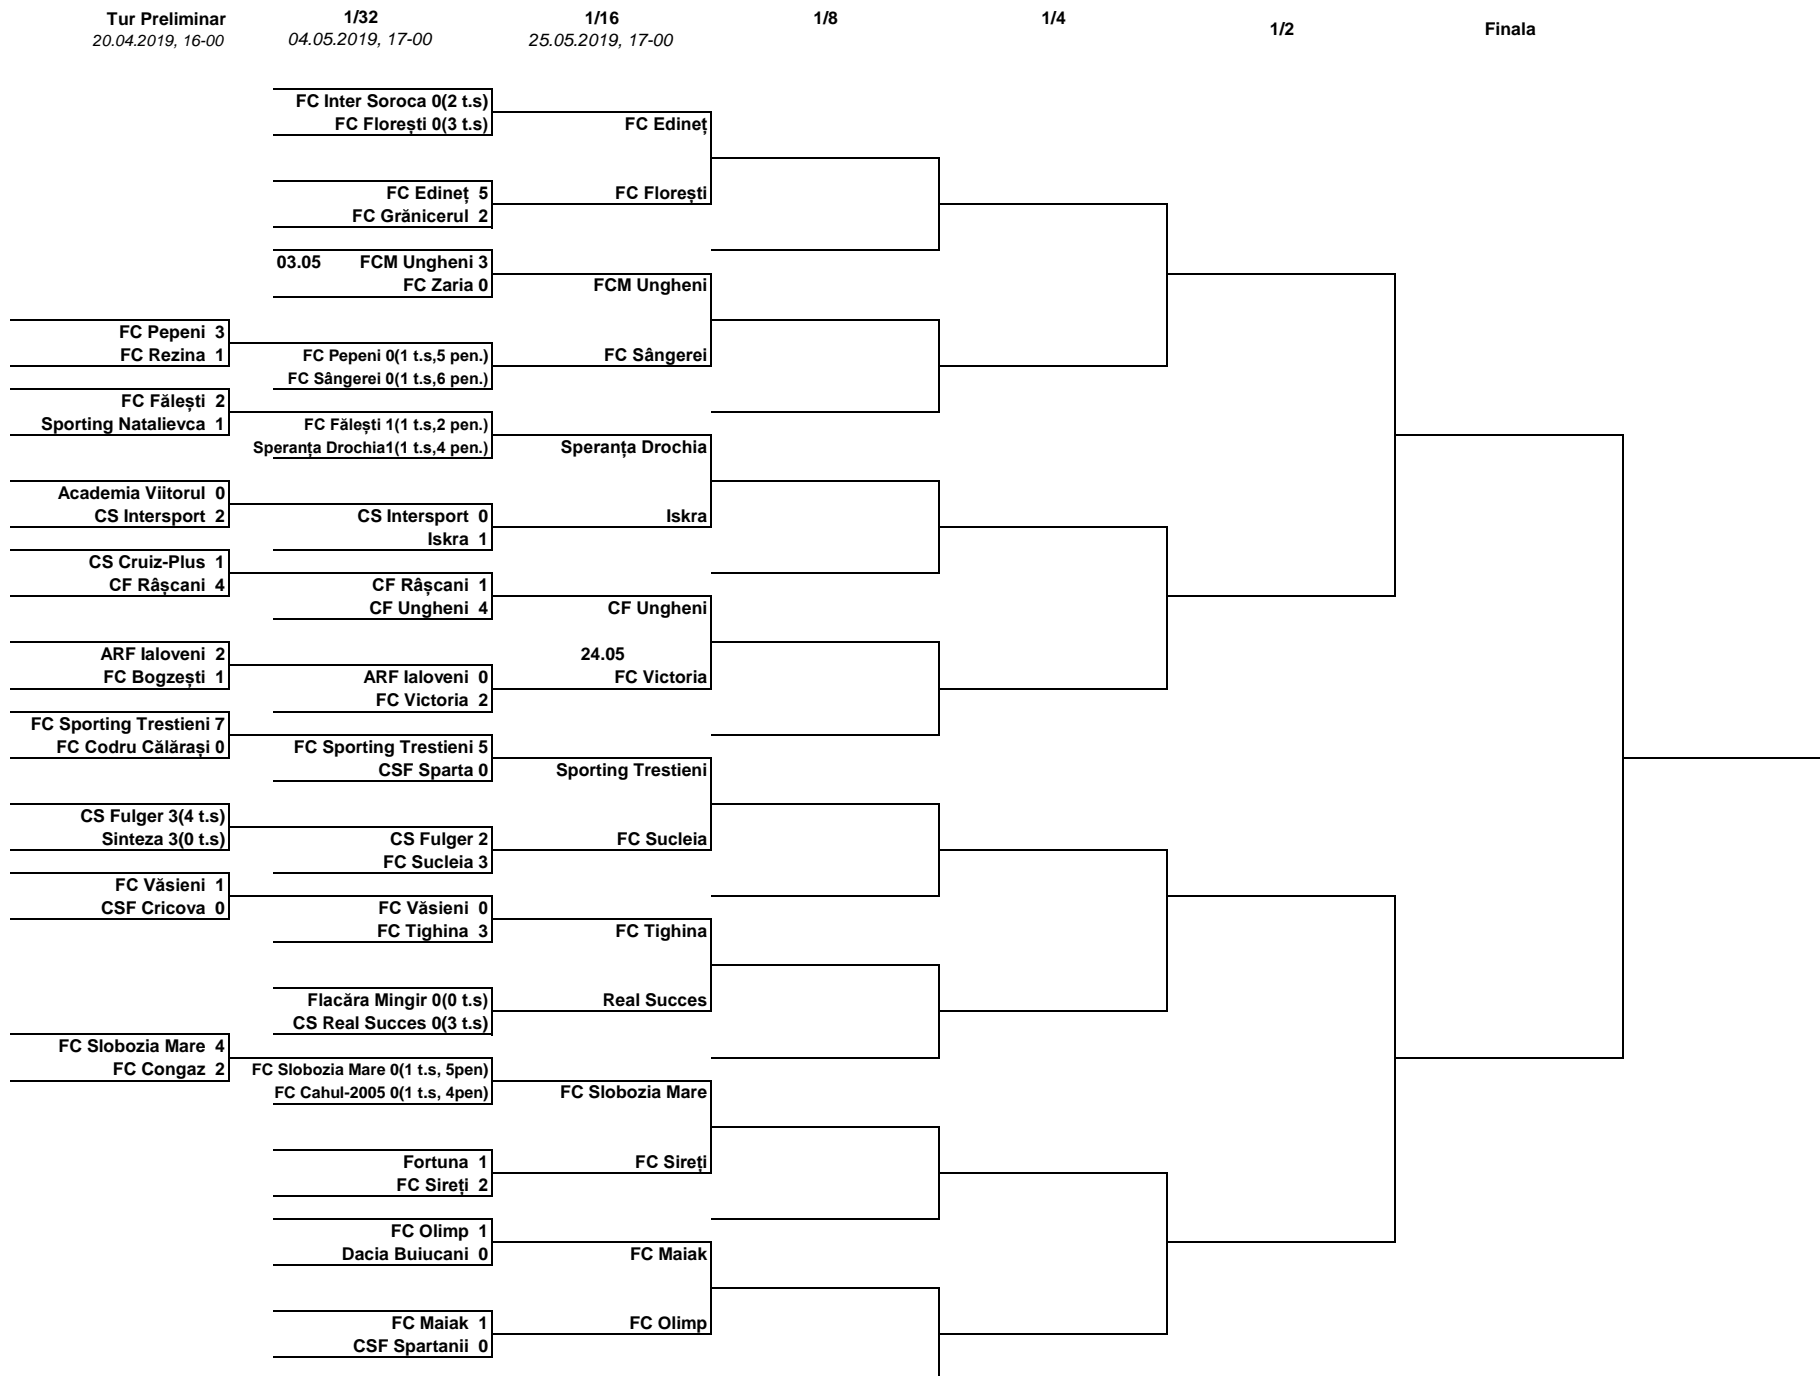 Tur Preliminar
20.04.2019, 16-00
1/32
04.05.2019, 17-00
1/16
25.05.2019, 17-00
1/8
1/4
1/2
Finala
FC Pepeni 3
FC Rezina 1
FC Fălești 2
Sporting Natalievca 1
Academia Viitorul 0
CS Intersport 2
CS Cruiz-Plus 1
CF Râșcani 4
ARF Ialoveni 2
FC Bogzești 1
FC Sporting Trestieni 7
FC Codru Călărași 0
CS Fulger 3(4 t.s)
Sinteza 3(0 t.s)
FC Văsieni 1
CSF Cricova 0
FC Slobozia Mare 4
FC Congaz 2
FC Inter Soroca 0(2 t.s)
FC Florești 0(3 t.s)
FC Edineț 5
FC Grănicerul 2
03.05 FCM Ungheni 3
FC Zaria 0
FC Pepeni 0(1 t.s,5 pen.)
FC Sângerei 0(1 t.s,6 pen.)
FC Fălești 1(1 t.s,2 pen.)
Speranța Drochia1(1 t.s,4 pen.)
CS Intersport 0
Iskra 1
CF Râșcani 1
CF Ungheni 4
ARF Ialoveni 0
FC Victoria 2
FC Sporting Trestieni 5
CSF Sparta 0
CS Fulger 2
FC Sucleia 3
FC Văsieni 0
FC Tighina 3
Flacăra Mingir 0(0 t.s)
CS Real Succes 0(3 t.s)
FC Slobozia Mare 0(1 t.s, 5pen)
FC Cahul-2005 0(1 t.s, 4pen)
Fortuna 1
FC Sireți 2
FC Olimp 1
Dacia Buiucani 0
FC Maiak 1
CSF Spartanii 0
FC Edineț
FC Florești
FCM Ungheni
FC Sângerei
Speranța Drochia
Iskra
CF Ungheni
24.05
FC Victoria
Sporting Trestieni
FC Sucleia
FC Tighina
Real Succes
FC Slobozia Mare
FC Sireți
FC Maiak
FC Olimp